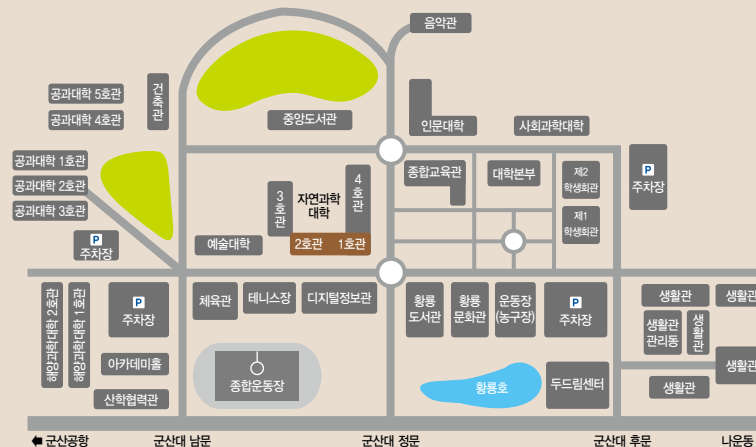 음악관
공과대학 5호관
공과대학 4호관
건축관
중앙도서관
인문대학
사회과학대학
공과대학 1호관
공과대학 2호관
공과대학 3호관
P
주차장
3호관
자연과학
대학
4호관
2호관
1호관
예술대학
종합교육관
대학본부
제2
학생회관
제1
학생회관
P
주차장
해양과학대학 2호관
해양과학대학 1호관
P
주차장
체육관
테니스장
디지털정보관
황룡
도서관
황룡
문화관
운동장
(농구장)
P
주차장
생활관
생활관
생활관
관리동
생활관
생활관
생활관
아카데미홀
산학협력관
종합운동장
황룡호
두드림센터
군산공항
군산대 남문
군산대 정문
군산대 후문
나운동